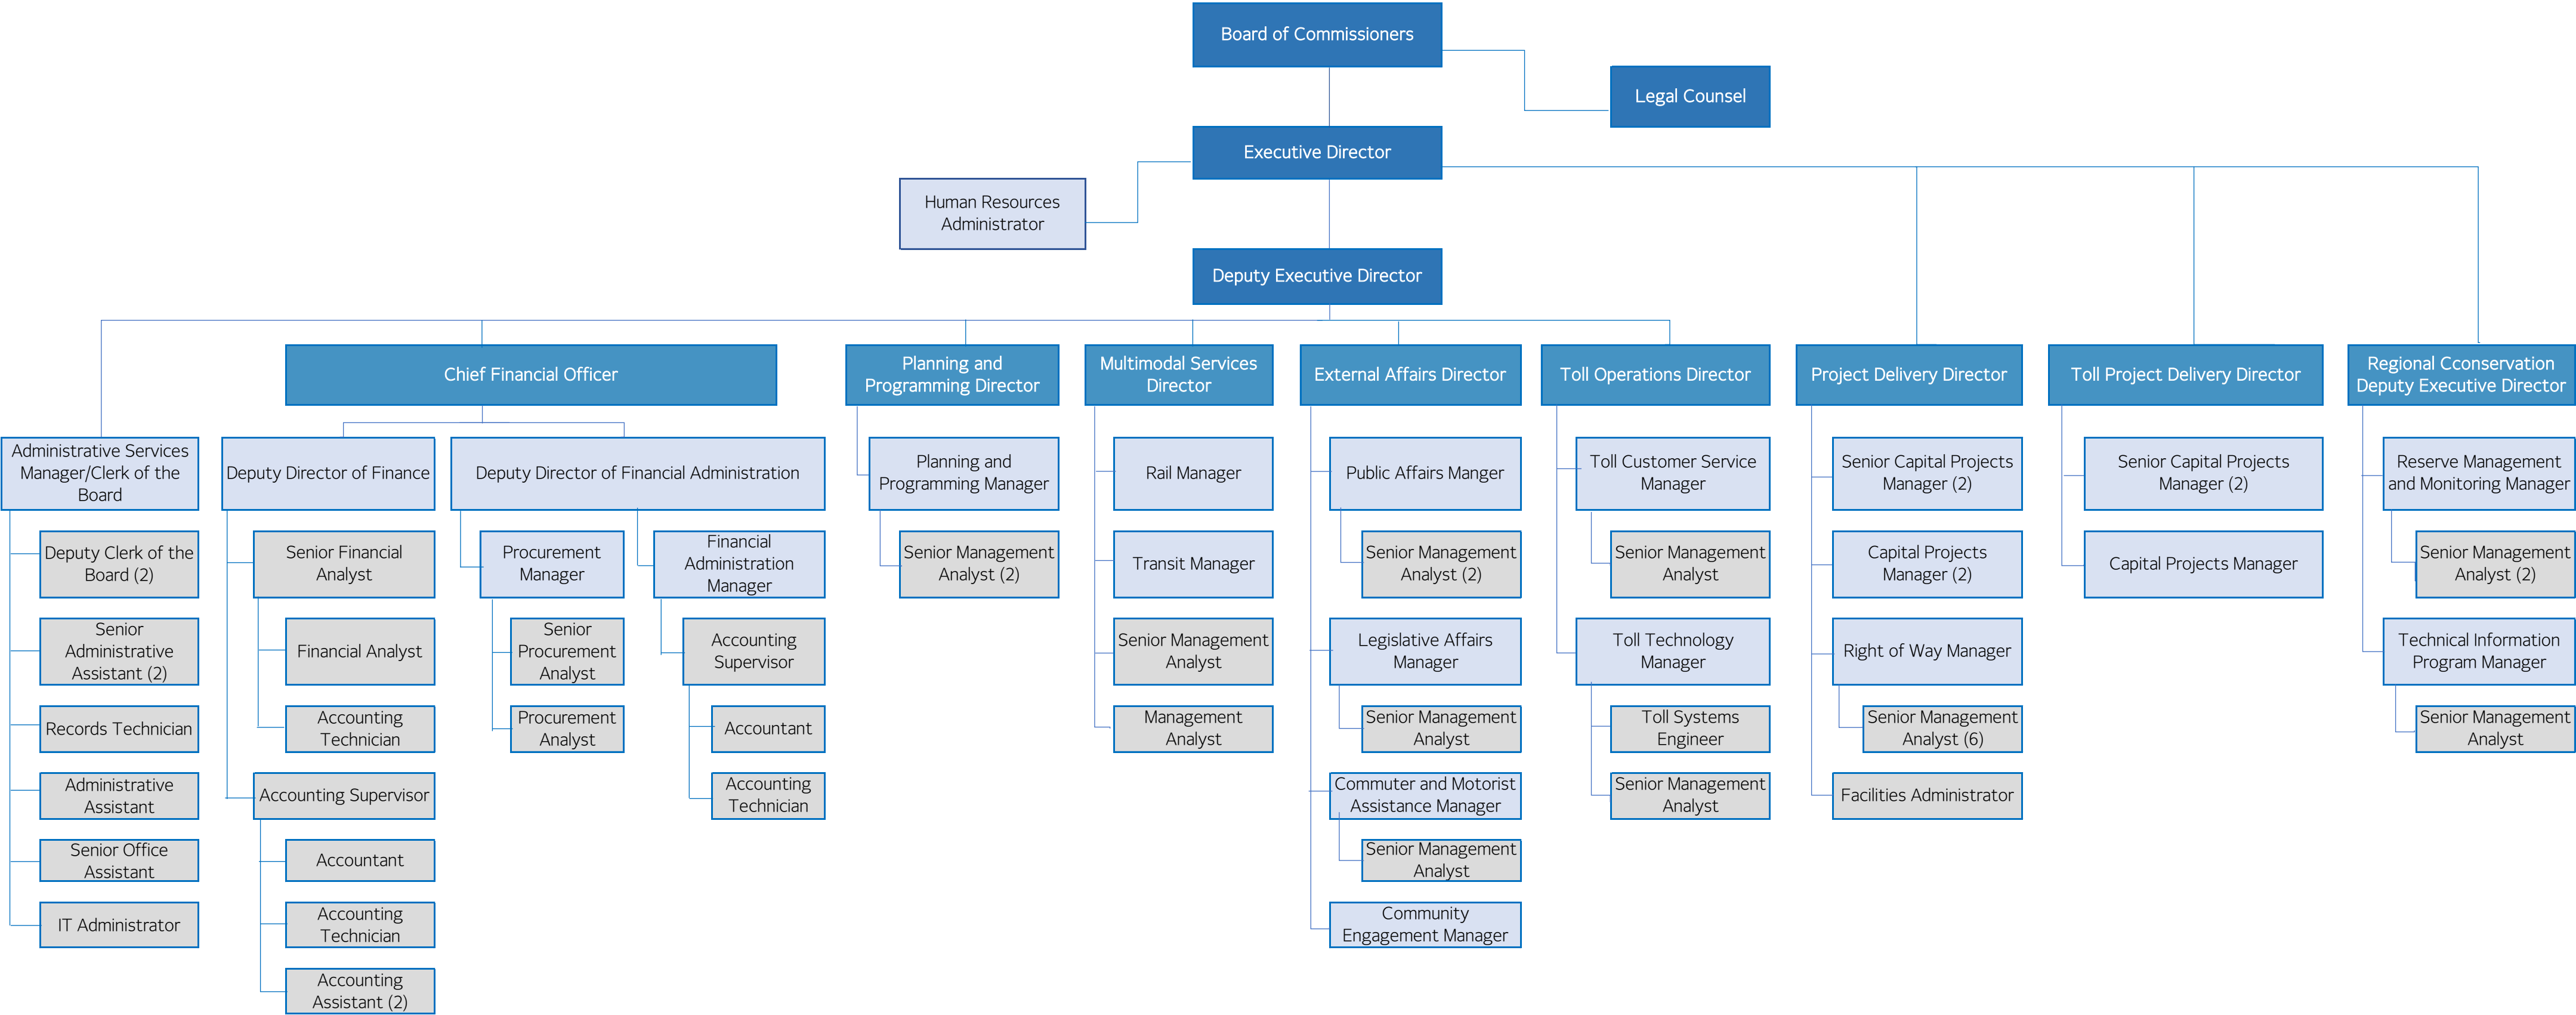 Board of Commissioners
Legal Counsel
Executive Director
Human Resources
Administrator
Deputy Executive Director
Chief Financial Officer
Planning and
Programming Director
Multimodal Services
Director
External Affairs Director
Toll Operations Director
Project Delivery Director
Toll Project Delivery Director
Regional Cconservation
Deputy Executive Director
Administrative Services
Manager/Clerk of the
Board
Deputy Clerk of the
Board (2)
Senior
Administrative
Assistant (2)
Records Technician
Administrative
Assistant
Senior Office
Assistant
IT Administrator
Deputy Director of Finance
Senior Financial
Analyst
Financial Analyst
Accounting
Technician
Accounting Supervisor
Accountant
Accounting
Technician
Accounting
Assistant (2)
Deputy Director of Financial Administration
Procurement
Manager
Senior
Procurement
Analyst
Procurement
Analyst
Financial
Administration
Manager
Accounting
Supervisor
Accountant
Accounting
Technician
Planning and
Programming Manager
Senior Management
Analyst (2)
Rail Manager
Transit Manager
Senior Management
Analyst
Management
Analyst
Public Affairs Manger
Senior Management
Analyst (2)
Legislative Affairs
Manager
Senior Management
Analyst
Commuter and Motorist
Assistance Manager
Senior Management
Analyst
Community
Engagement Manager
Toll Customer Service
Manager
Senior Management
Analyst
Toll Technology
Manager
Toll Systems
Engineer
Senior Management
Analyst
Senior Capital Projects
Manager (2)
Capital Projects
Manager (2)
Right of Way Manager
Senior Management
Analyst (6)
Facilities Administrator
Senior Capital Projects
Manager (2)
Capital Projects Manager
Reserve Management
and Monitoring Manager
Senior Management
Analyst (2)
Technical Information
Program Manager
Senior Management
Analyst